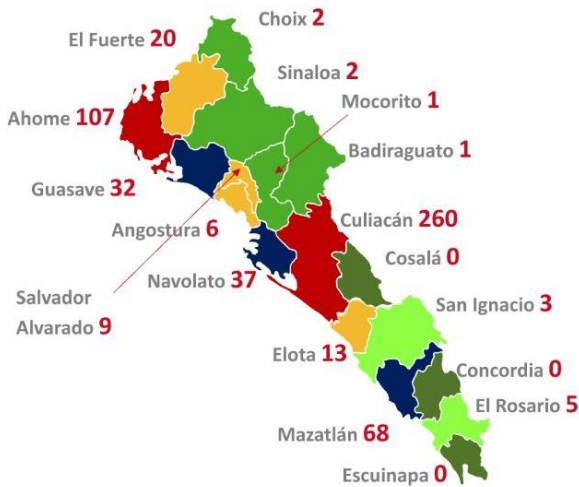 Choix 2
El Fuerte 20
Sinaloa 2
Mocorito 1
Ahome 107
Badiraguato 1
Guasave 32
Culiacán 260
Angostura 6
Cosalá 0
Navolato 37
Salvador
Alvarado 9
San Ignacio 3
Elota 13
Concordia 0
El Rosario 5
Mazatlán 68
Escuinapa 0